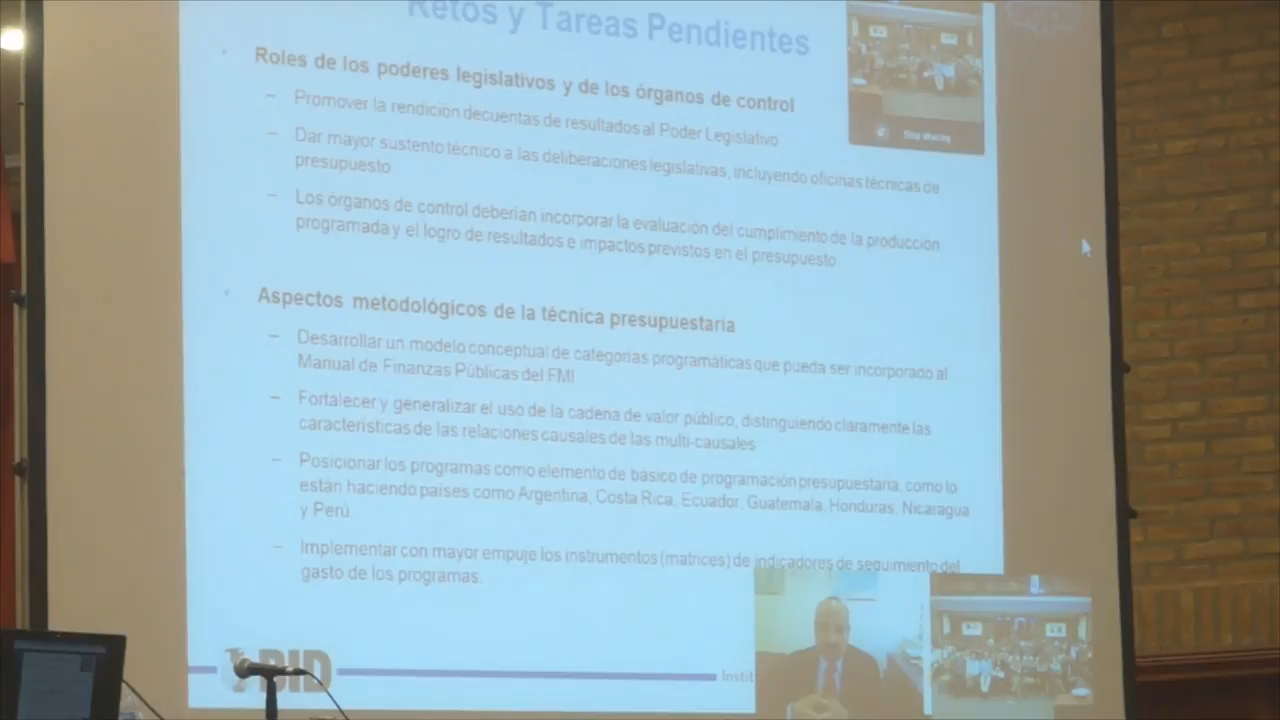 Retos y Tareas Pendientes
Roles de los poderes legislativos y de los órganos de control
– Promover la rendición decuentas de resultados al Poder Legislativo
– Dar mayor sustento técnico a las deliberaciones legislativas, incluyendo oficinas técnicas de
presupuesto
– Los órganos de control deberían incorporar la evaluación del cumplimiento de la producción
programada y el logro de resultados e impactos previstos en el presupuesto
Aspectos metodológicos de la técnica presupuestaria
– Desarrollar un modelo conceptual de categorías programáticas que pueda ser incorporado al
Manual de Finanzas Públicas del FMI
– Fortalecer y generalizar el uso de la cadena de valor público, distinguiendo claramente las
características de las relaciones causales de las multi-causales
– Posicionar los programas como elemento de básico de programación presupuestaria, como lo
están haciendo países como Argentina, Costa Rica, Ecuador, Guatemala, Honduras, Nicaragua
y Perú.
– Implementar con mayor empuje los instrumentos (matrices) de indicadores de seguimiento del
gasto de los programas.
Stop sharing
BID
Instit